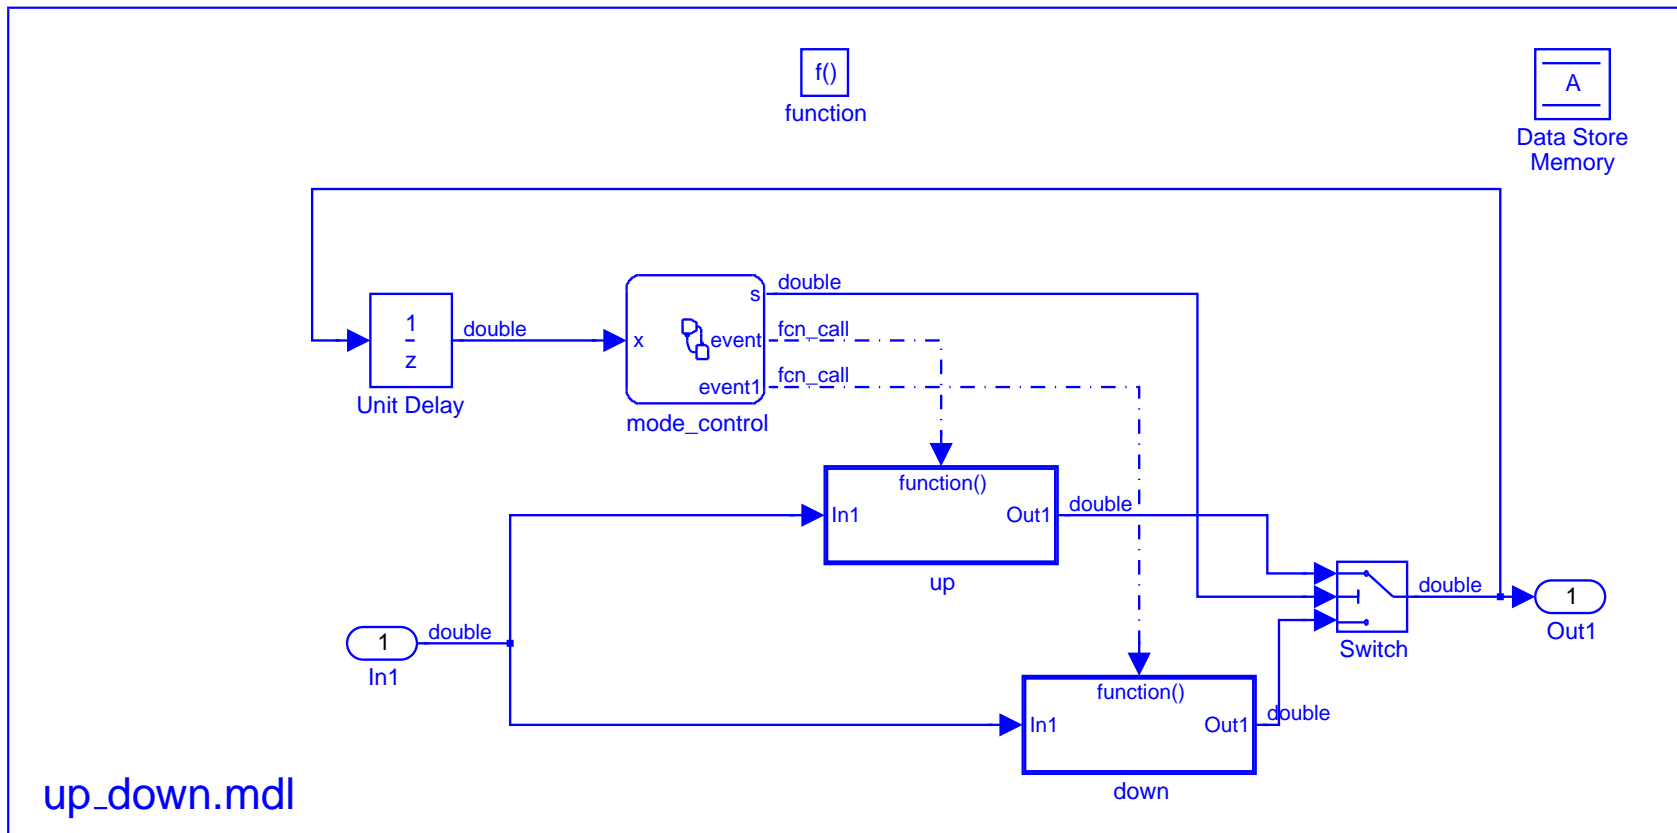 f()
function
A
Data Store
Memory
1
z
Unit Delay
double
x
s
event
event1
mode_control
double
fcn_call
fcn_call
function()
In1
Out1
up
double
1
In1
double
function()
In1
Out1
down
double
Switch
double
1
Out1
up_down.mdl